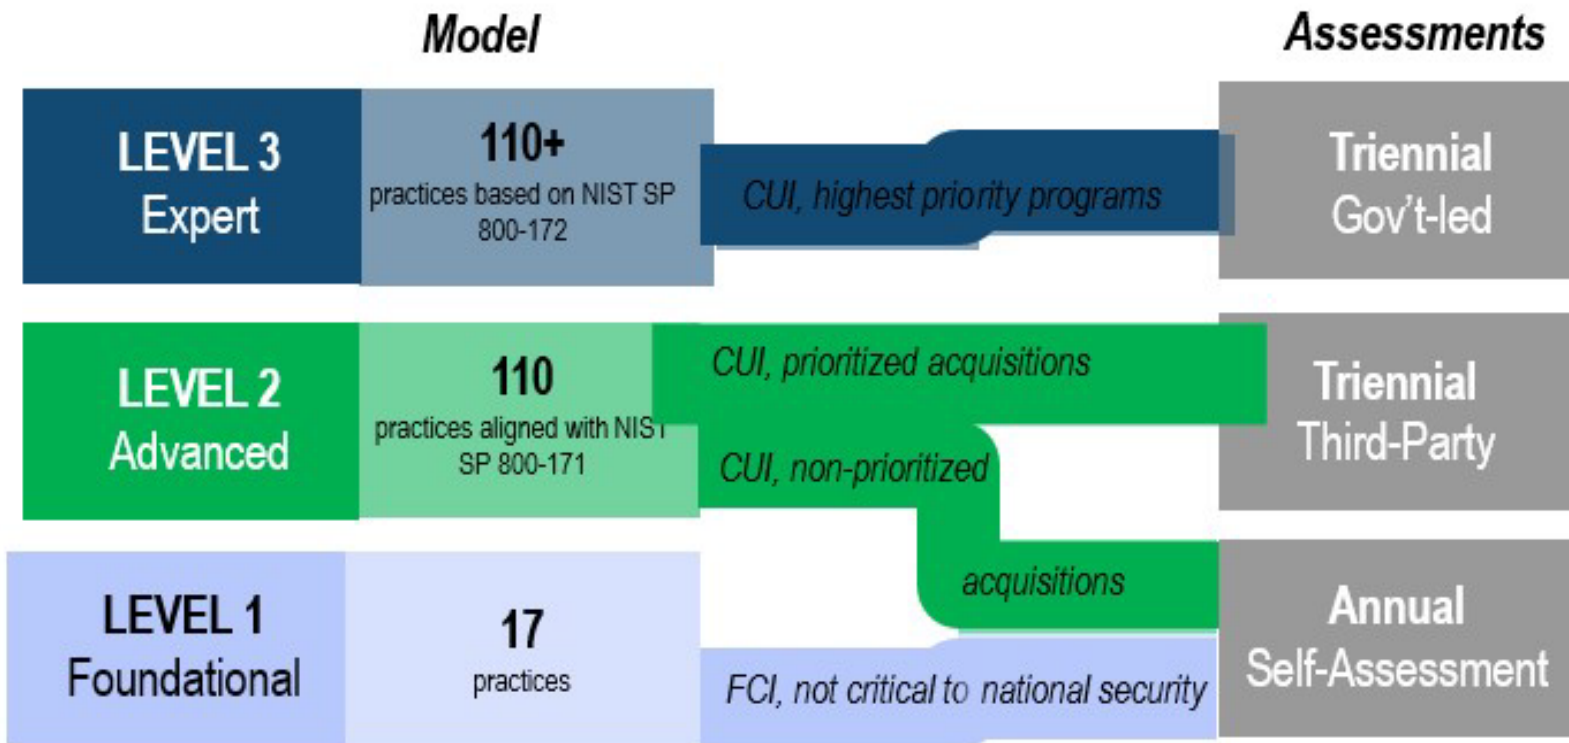 Model
Assessments
LEVEL 3
Expert
110+
practices based on NIST SP
800-172
CUI, highest priority programs
Triennial
Gov't-led
LEVEL 2
Advanced
110
practices aligned with NIST
SP 800-171
CUI, prioritized acquisitions
CUI, non-prioritized
acquisitions
Triennial
Third-Party
LEVEL 1
Foundational
17
practices
FCI, not critical to national security
Annual
Self-Assessment